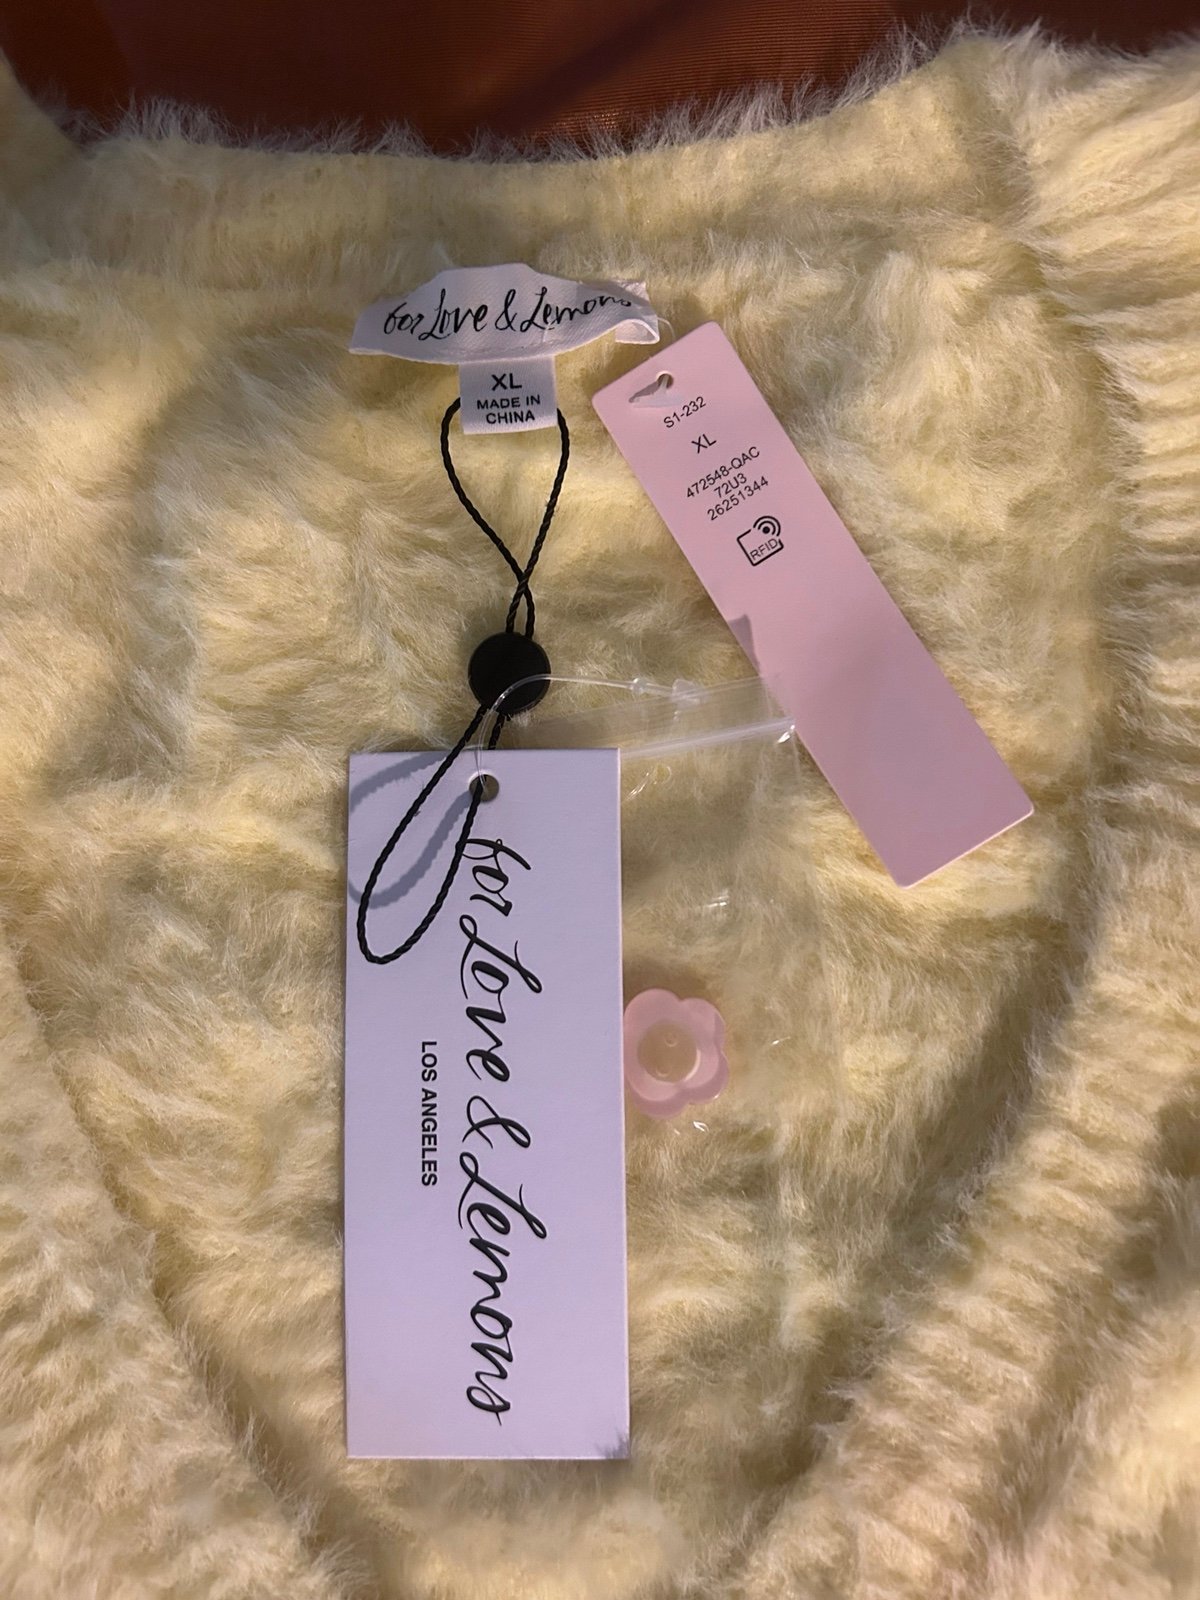 for Love & Lemons
XL
MADE IN
CHINA
S1-232
XL
472548-QAC
72U3
26251344
RFID
for Love & Lemons
LOS ANGELES